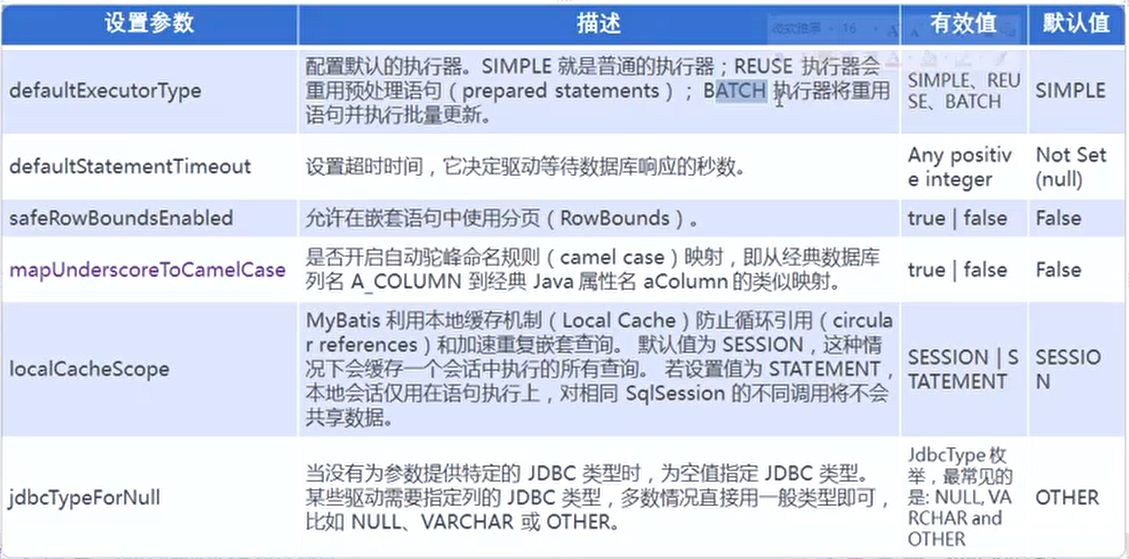 设置参数 描述 有效值 默认值
defaultExecutorType
配置默认的执行器。SIMPLE 就是普通的执行器；REUSE 执行器会
重用预处理语句（prepared statements）； BATCH 执行器将重用
语句并执行批量更新。
SIMPLE、REU
SE、BATCH
SIMPLE
defaultStatementTimeout
设置超时时间，它决定驱动等待数据库响应的秒数。
Any positiv
e integer
Not Set
(null)
safeRowBoundsEnabled
允许在嵌套语句中使用分页（RowBounds）。
true | false
False
mapUnderscoreToCamelCase
是否开启自动驼峰命名规则（camel case）映射，即从经典数据库
列名 A_COLUMN 到经典 Java 属性名 aColumn 的类似映射。
true | false
False
localCacheScope
MyBatis 利用本地缓存机制（Local Cache）防止循环引用（circula
r references）和加速重复嵌套查询。 默认值为 SESSION，这种情
况下会缓存一个会话中执行的所有查询。 若设置值为 STATEMENT，
本地会话仅用在语句执行上，对相同 SqlSession 的不同调用将不会
共享数据。
SESSION | S
TATEMENT
SESSIO
N
jdbcTypeForNull
当没有为参数提供特定的 JDBC 类型时，为空值指定 JDBC 类型。
某些驱动需要指定列的 JDBC 类型，多数情况直接用一般类型即可，
比如 NULL、VARCHAR 或 OTHER。
JdbcType 枚
举，最常见的
是: NULL, VA
RCHAR and
OTHER
OTHER